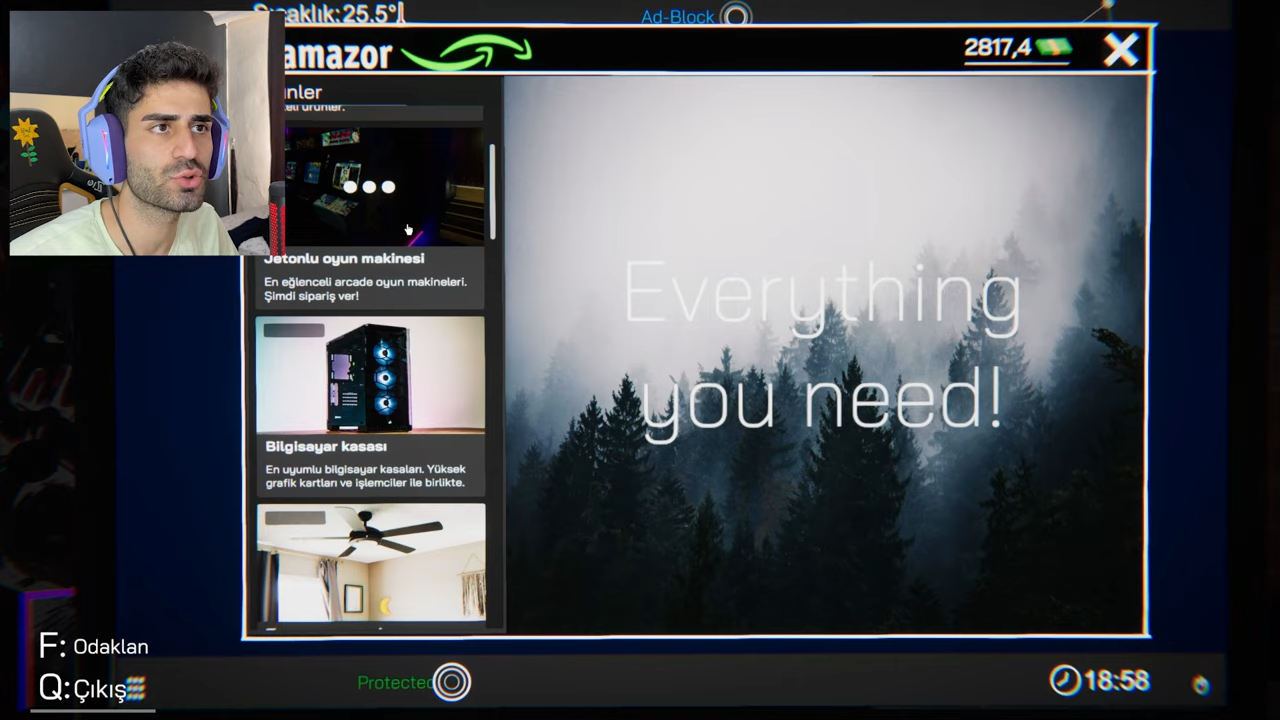 Sıcaklık: 25.5°
Ad-Block
amazor
2817,4
teli ürünler.
Jetonlu oyun makinesi
En eğlenceli arcade oyun makineleri.
Şimdi sipariş ver!
Bilgisayar kasası
En uyumlu bilgisayar kasaları. Yüksek
grafik kartları ve işlemciler ile birlikte.
Everything
you need!
F: Odaklan
Q: Çıkış
Protected
18:58